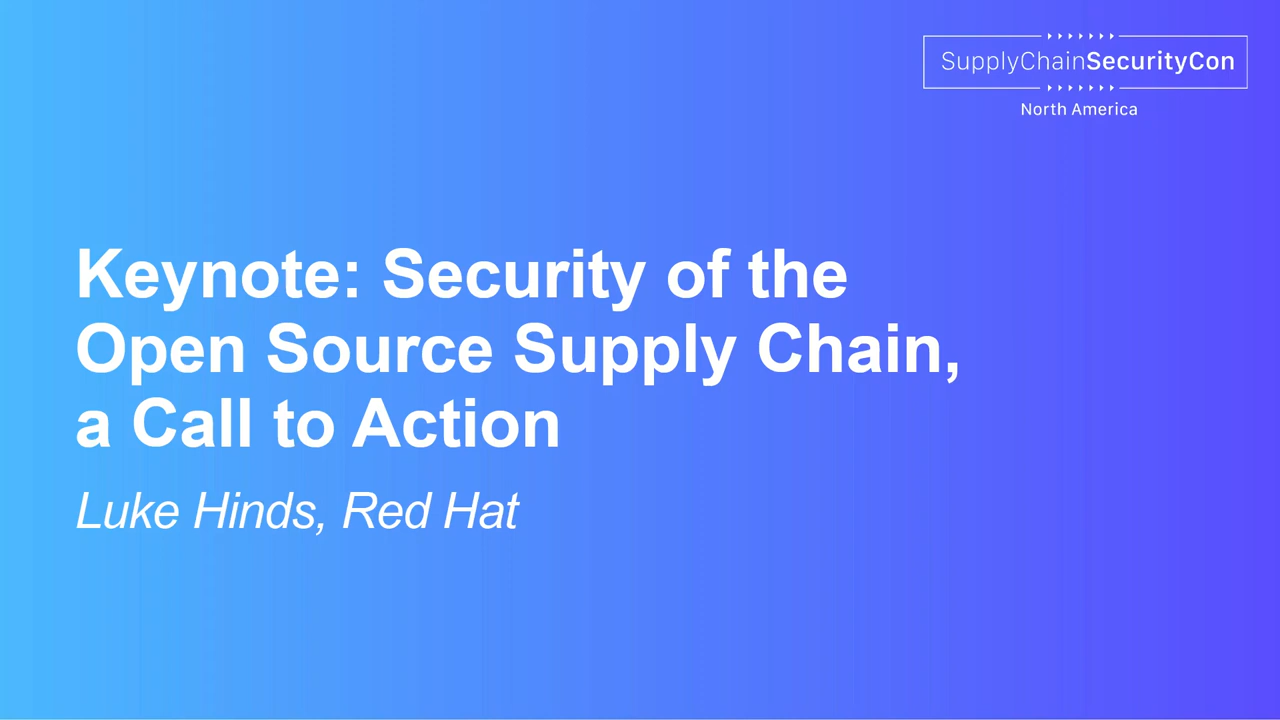 SupplyChainSecurityCon
North America
Keynote: Security of the
Open Source Supply Chain,
a Call to Action
Luke Hinds, Red Hat